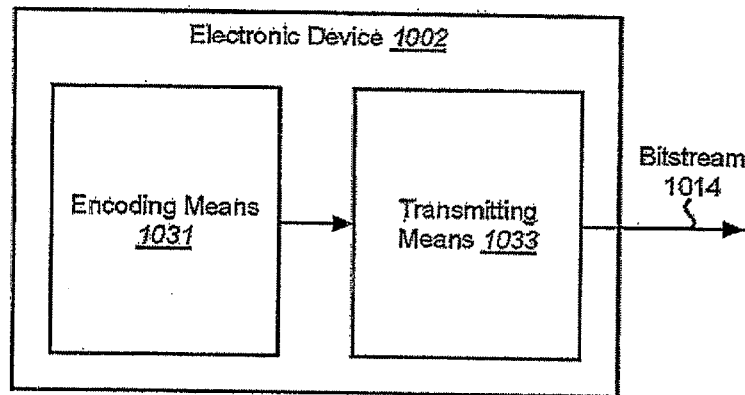 Electronic Device 1002
Encoding Means
1031
Transmitting
Means 1033
Bitstream
1014